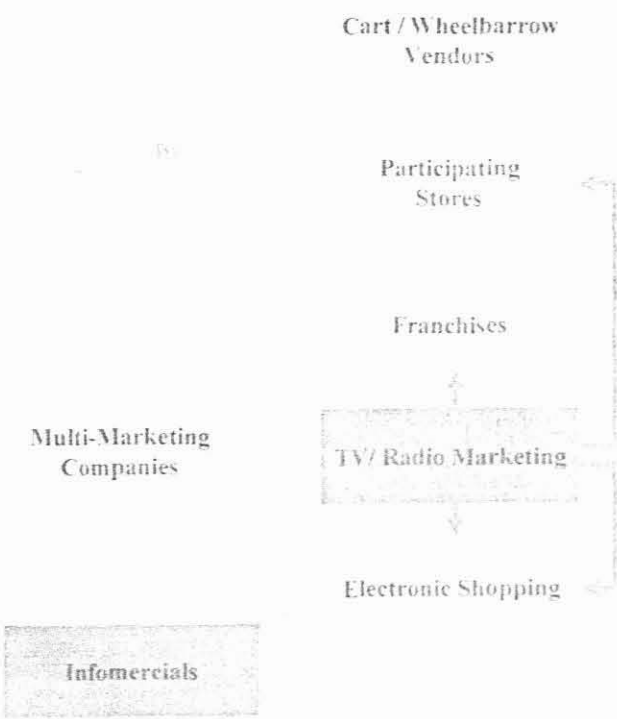 Cart / Wheelbarrow
Vendors
Participating
Stores
Franchises
Multi-Marketing
Companies
TV/ Radio Marketing
Electronic Shopping
Infomercials